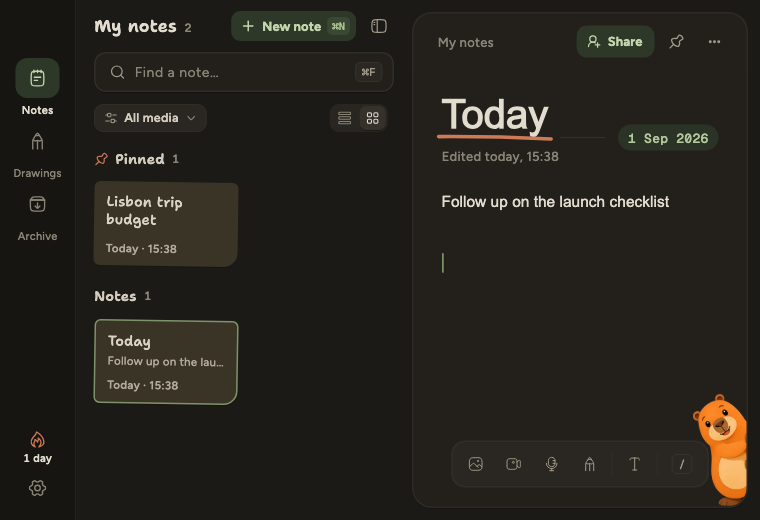 My notes 2
New note ⌘N
Find a note… ⌘F
All media
Notes
Drawings
Archive
1 day
Pinned 1
Lisbon trip
budget
Today · 15:38
Notes 1
Today
Follow up on the lau…
Today · 15:38
My notes
Share
Today
1 Sep 2026
Edited today, 15:38
Follow up on the launch checklist
T
/